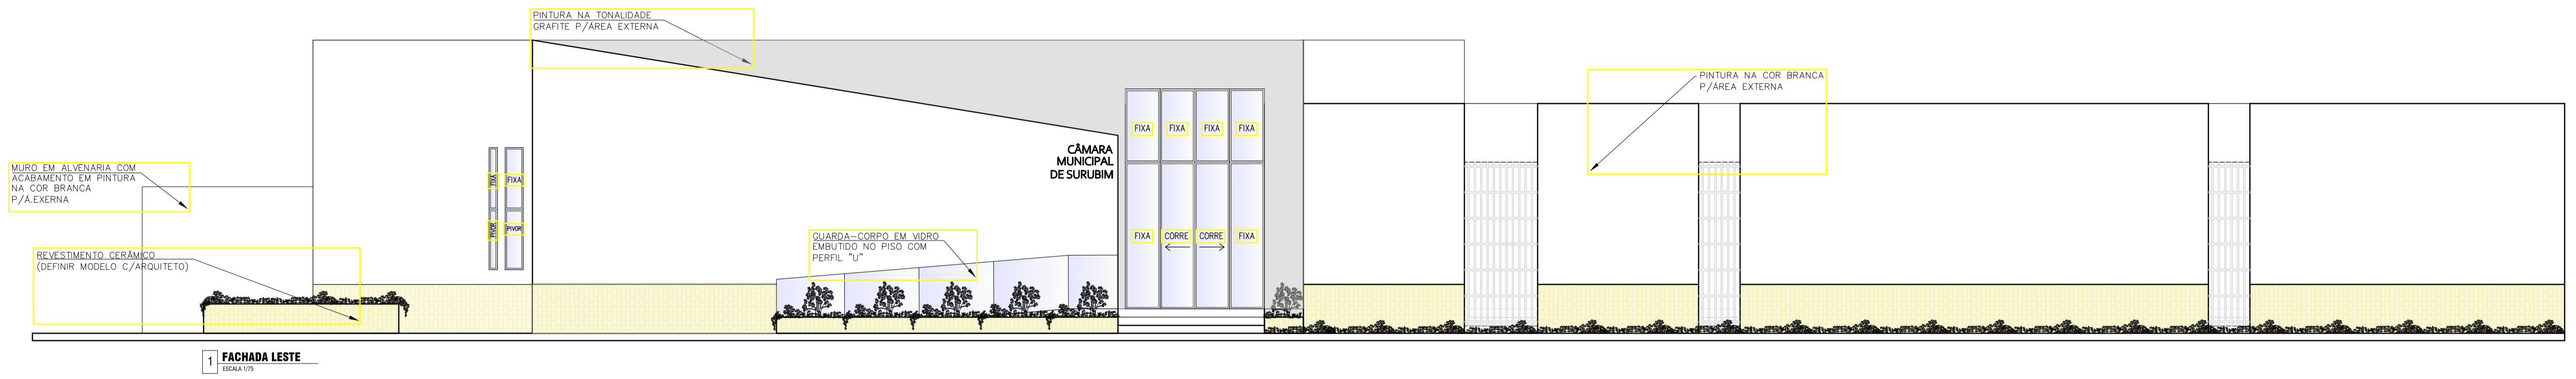 PINTURA NA TONALIDADE
GRAFITE P/ÁREA EXTERNA
PINTURA NA COR BRANCA
P/ÁREA EXTERNA
FIXA
FIXA
FIXA
FIXA
CÂMARA
MUNICIPAL
DE SURUBIM
MURO EM ALVENARIA COM
ACABAMENTO EM PINTURA
NA COR BRANCA
P/Á.EXERNA
FIXA
FIXA
PIVOR
PIVOR
GUARDA-CORPO EM VIDRO
EMBUTIDO NO PISO COM
PERFIL "U"
FIXA
CORRE
CORRE
FIXA
REVESTIMENTO CERÂMICO
(DEFINIR MODELO C/ARQUITETO)
1
FACHADA LESTE
ESCALA 1/75